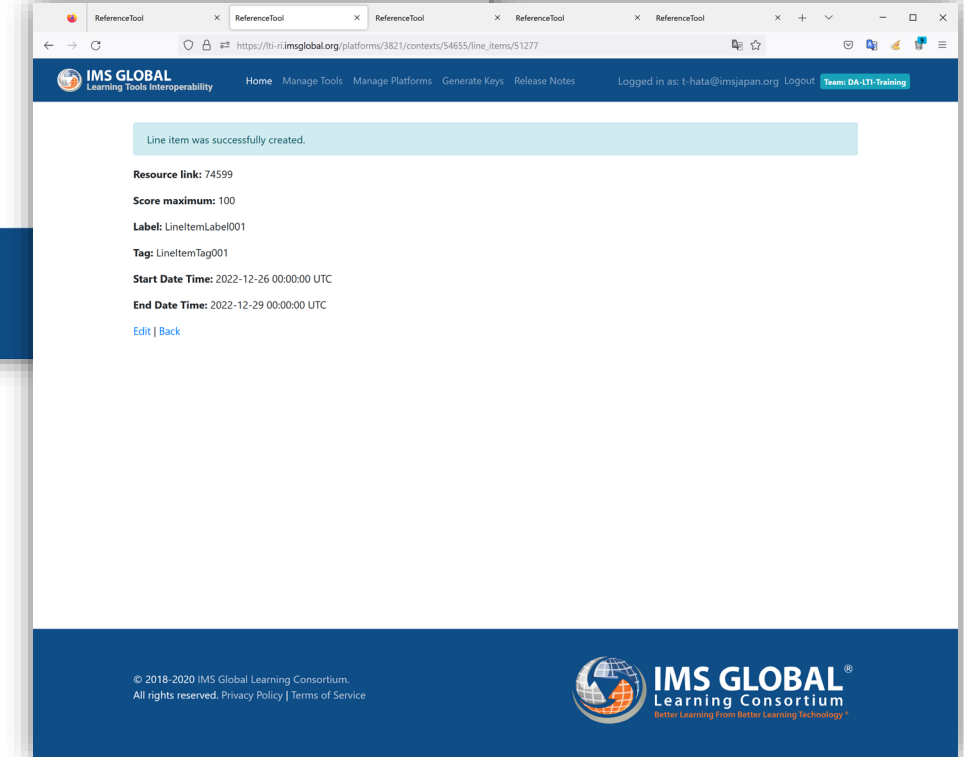 ReferenceTool ReferenceTool ReferenceTool ReferenceTool ReferenceTool
https://lti-ri.imsglobal.org/platforms/3821/contexts/54655/line_items/51277
IMS GLOBAL
Learning Tools Interoperability
Home Manage Tools Manage Platforms Generate Keys Release Notes Logged in as: t-hata@imsjapan.org Logout Team: DA-LTI-Training
Line item was successfully created.
Resource link: 74599
Score maximum: 100
Label: LineItemLabel001
Tag: LineItemTag001
Start Date Time: 2022-12-26 00:00:00 UTC
End Date Time: 2022-12-29 00:00:00 UTC
Edit | Back
© 2018-2020 IMS Global Learning Consortium.
All rights reserved. Privacy Policy | Terms of Service
IMS GLOBAL®
Learning Consortium
Better Learning From Better Learning Technology®